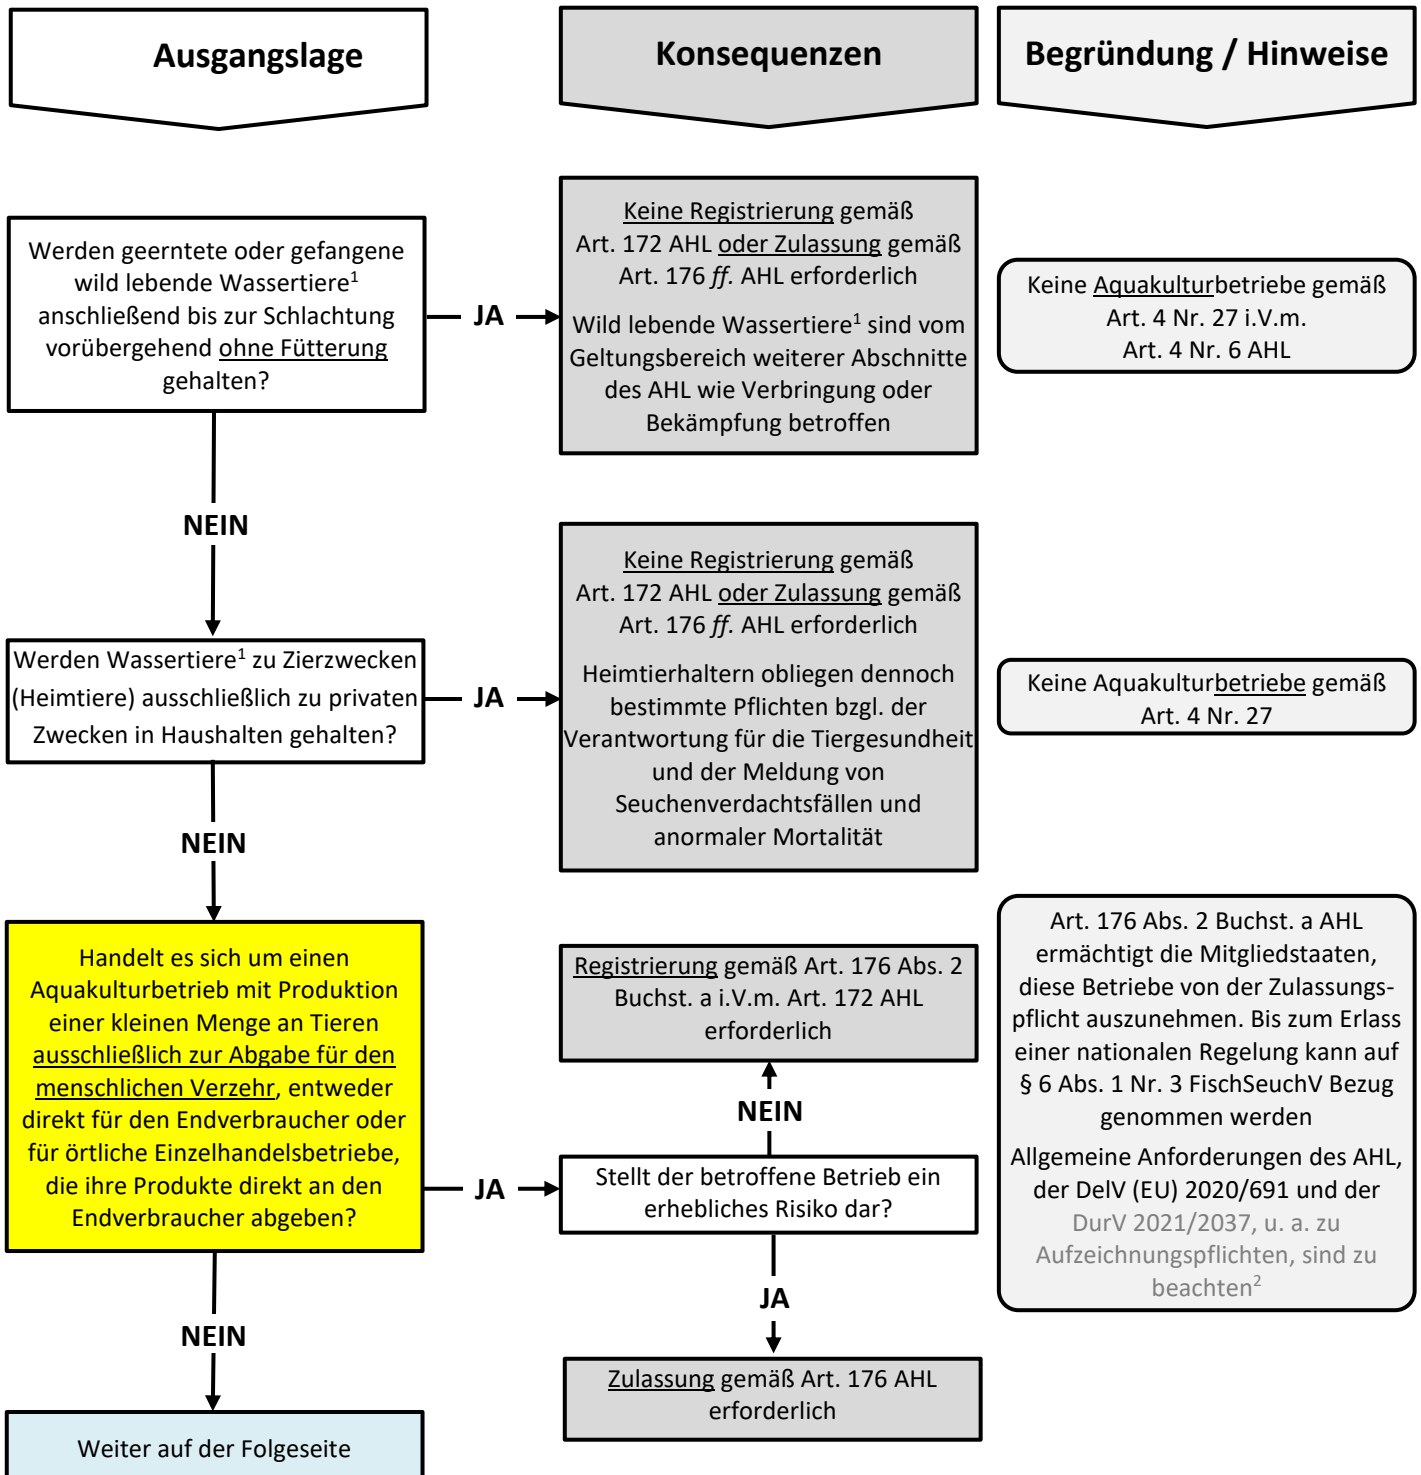 Ausgangslage
Konsequenzen
Begründung / Hinweise
Werden geerntete oder gefangene
wild lebende Wassertiere¹
anschließend bis zur Schlachtung
vorübergehend ohne Fütterung
gehalten?
JA
Keine Registrierung gemäß
Art. 172 AHL oder Zulassung gemäß
Art. 176 ff. AHL erforderlich
Wild lebende Wassertiere¹ sind vom
Geltungsbereich weiterer Abschnitte
des AHL wie Verbringung oder
Bekämpfung betroffen
Keine Aquakulturbetriebe gemäß
Art. 4 Nr. 27 i.V.m.
Art. 4 Nr. 6 AHL
NEIN
Werden Wassertiere¹ zu Zierzwecken
(Heimtiere) ausschließlich zu privaten
Zwecken in Haushalten gehalten?
JA
Keine Registrierung gemäß
Art. 172 AHL oder Zulassung gemäß
Art. 176 ff. AHL erforderlich
Heimtierhaltern obliegen dennoch
bestimmte Pflichten bzgl. der
Verantwortung für die Tiergesundheit
und der Meldung von
Seuchenverdachtsfällen und
anormaler Mortalität
Keine Aquakulturbetriebe gemäß
Art. 4 Nr. 27
NEIN
Handelt es sich um einen
Aquakulturbetrieb mit Produktion
einer kleinen Menge an Tieren
ausschließlich zur Abgabe für den
menschlichen Verzehr, entweder
direkt für den Endverbraucher oder
für örtliche Einzelhandelsbetriebe,
die ihre Produkte direkt an den
Endverbraucher abgeben?
JA
Registrierung gemäß Art. 176 Abs. 2
Buchst. a i.V.m. Art. 172 AHL
erforderlich
NEIN
Stellt der betroffene Betrieb ein
erhebliches Risiko dar?
JA
Zulassung gemäß Art. 176 AHL
erforderlich
Art. 176 Abs. 2 Buchst. a AHL
ermächtigt die Mitgliedstaaten,
diese Betriebe von der Zulassungs-
pflicht auszunehmen. Bis zum Erlass
einer nationalen Regelung kann auf
§ 6 Abs. 1 Nr. 3 FischSeuchV Bezug
genommen werden
Allgemeine Anforderungen des AHL,
der DelV (EU) 2020/691 und der
DurV 2021/2037, u. a. zu
Aufzeichnungspflichten, sind zu
beachten²
NEIN
Weiter auf der Folgeseite